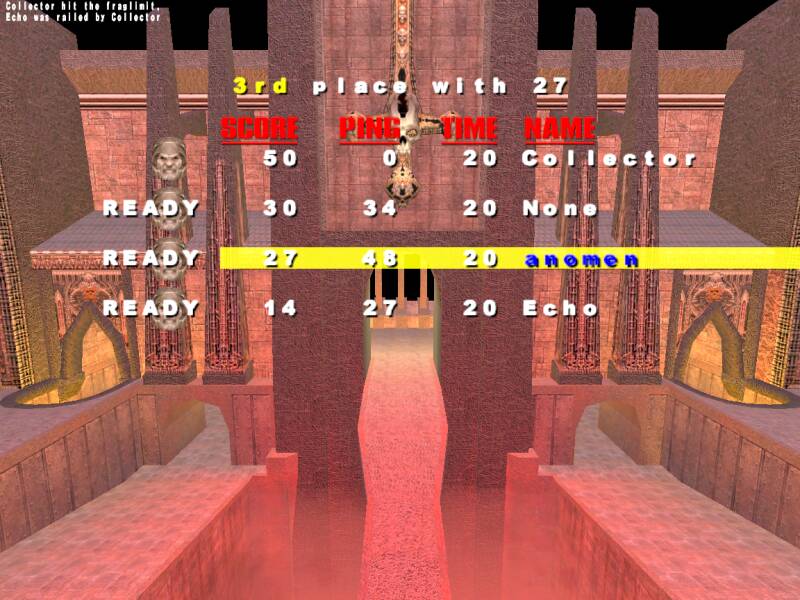 Collector hit the fraglimit.
Echo was railed by Collector
3rd place with 27
SCORE PING TIME NAME
50 0 20 Collector
READY 30 34 20 None
READY 27 48 20 anomen
READY 14 27 20 Echo